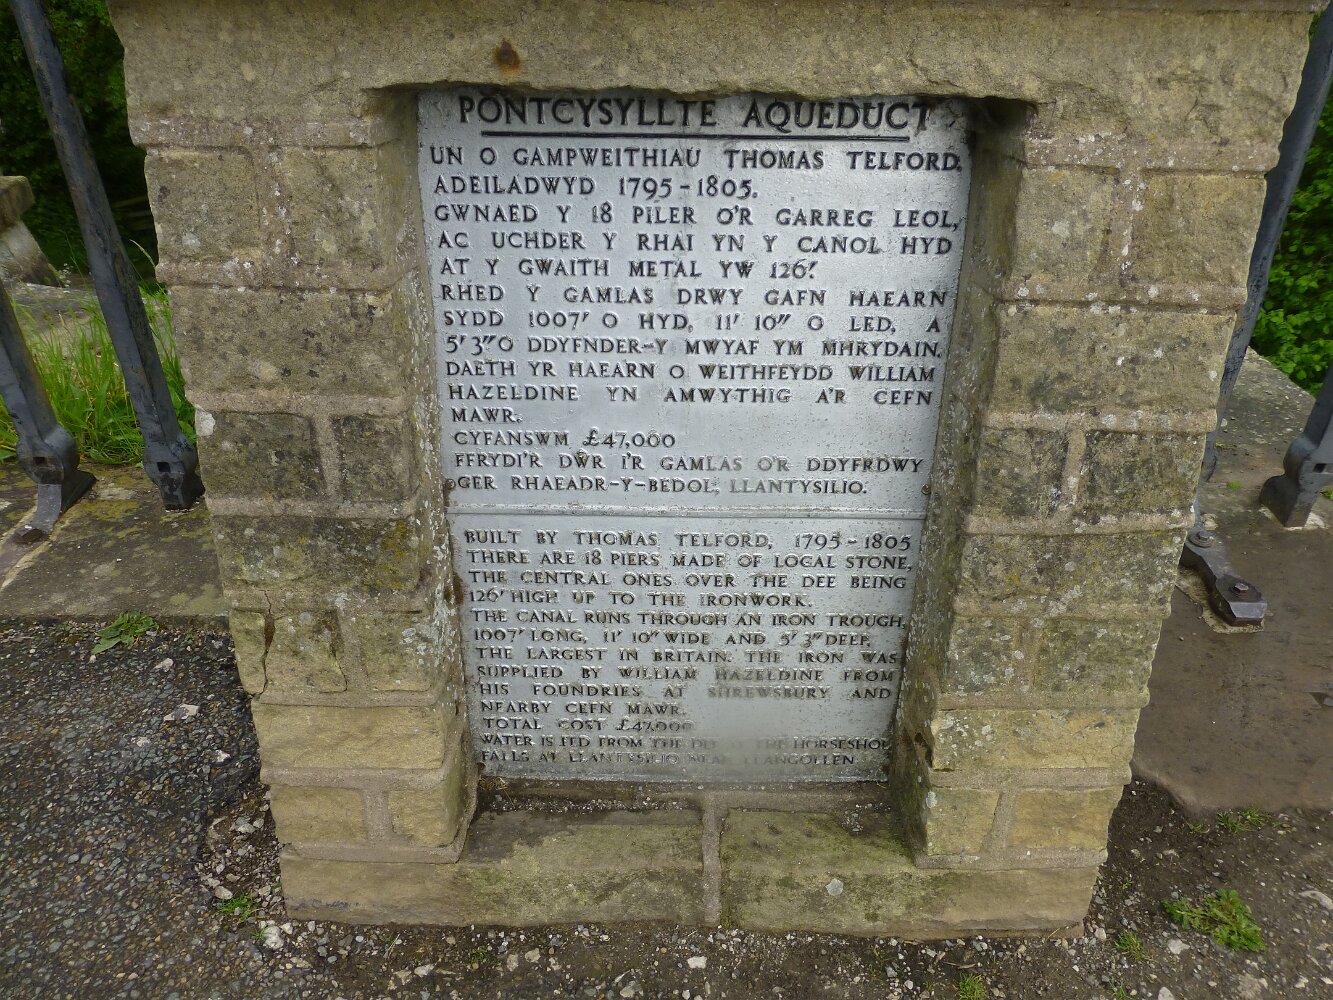 PONTCYSYLLTE AQUEDUCT
UN O GAMPWEITHIAU THOMAS TELFORD.
ADEILADWYD 1795-1805.
GWNAED Y 18 PILER O'R GARREG LEOL,
AC UCHDER Y RHAI YN Y CANOL HYD
AT Y GWAITH METAL YW 126'.
RHED Y GAMLAS DRWY GAFN HAEARN
SYDD 1007' O HYD, 11' 10" O LED, A
5' 3" O DDYFNDER-Y MWYAF YM MHRYDAIN.
DAETH YR HAEARN O WEITHFEYDD WILLIAM
HAZELDINE YN AMWYTHIG A'R CEFN
MAWR.
CYFANSWM £47,000
FFRYDI'R DŴR I'R GAMLAS O'R DDYFRDWY
GER RHAEADR-Y-BEDOL, LLANTYSILIO.
BUILT BY THOMAS TELFORD, 1795-1805
THERE ARE 18 PIERS MADE OF LOCAL STONE,
THE CENTRAL ONES OVER THE DEE BEING
126' HIGH UP TO THE IRONWORK.
THE CANAL RUNS THROUGH AN IRON TROUGH,
1007' LONG, 11' 10" WIDE AND 5' 3" DEEP,
THE LARGEST IN BRITAIN. THE IRON WAS
SUPPLIED BY WILLIAM HAZELDINE FROM
HIS FOUNDRIES AT SHREWSBURY AND
NEARBY CEFN MAWR.
TOTAL COST £47,000
WATER IS FED FROM THE DEE AT THE HORSESHOE
FALLS AT LLANTYSILIO NEAR LLANGOLLEN